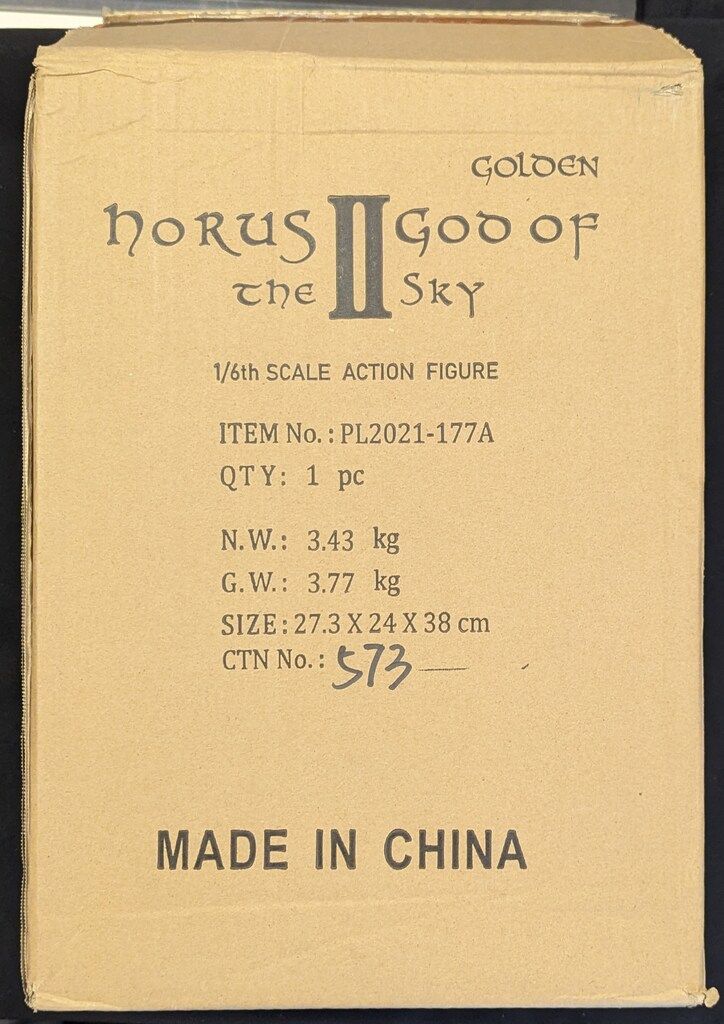 GOLDEN
HORUS II GOD OF
THE SKY
1/6th SCALE ACTION FIGURE
ITEM No.: PL2021-177A
QTY: 1 pc
N.W.: 3.43 kg
G.W.: 3.77 kg
SIZE: 27.3 X 24 X 38 cm
CTN No.: 573
MADE IN CHINA